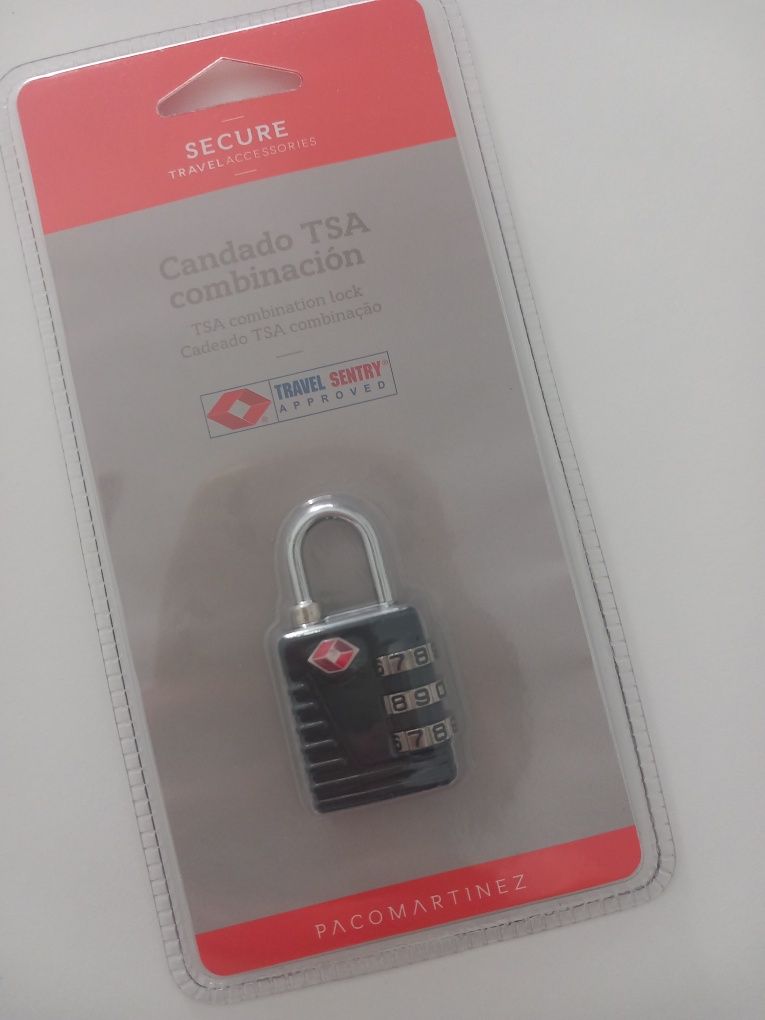 SECURE
TRAVELACCESSORIES
Candado TSA
combinación
TSA combination lock
Cadeado TSA combinação
TRAVEL SENTRY®
APPROVED
®
678
890
678
PACOMARTINEZ